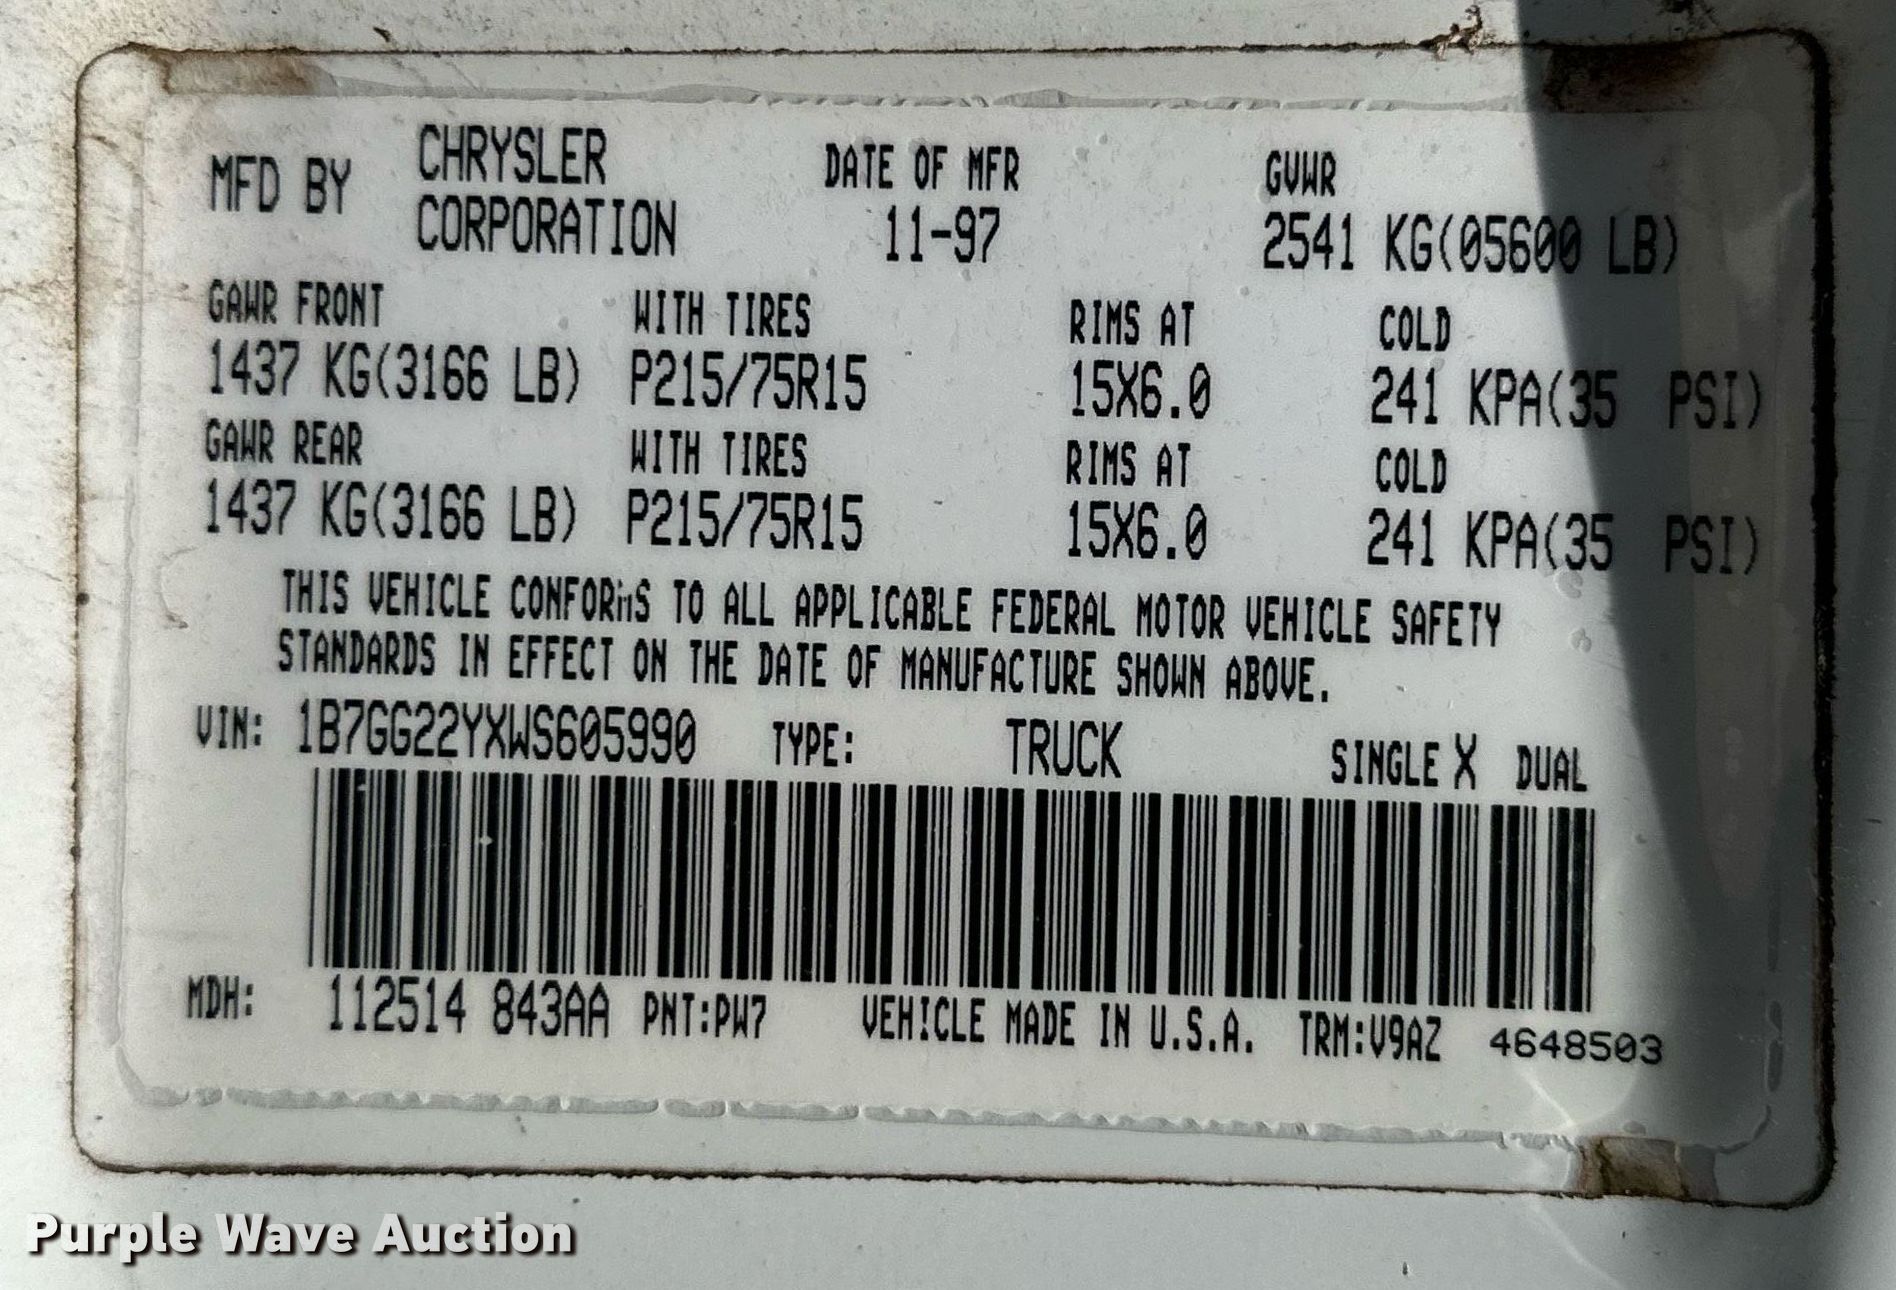 MFD BY CHRYSLER CORPORATION DATE OF MFR 11-97 GVWR 2541 KG(05600 LB)
GAWR FRONT WITH TIRES RIMS AT COLD
1437 KG(3166 LB) P215/75R15 15X6.0 241 KPA(35 PSI)
GAWR REAR WITH TIRES RIMS AT COLD
1437 KG(3166 LB) P215/75R15 15X6.0 241 KPA(35 PSI)
THIS VEHICLE CONFORMS TO ALL APPLICABLE FEDERAL MOTOR VEHICLE SAFETY
STANDARDS IN EFFECT ON THE DATE OF MANUFACTURE SHOWN ABOVE.
VIN: 1B7GG22YXWS605990 TYPE: TRUCK SINGLE X DUAL
MDH: 112514 843AA PNT:PW7 VEHICLE MADE IN U.S.A. TRM:V9AZ 4648503
Purple Wave Auction